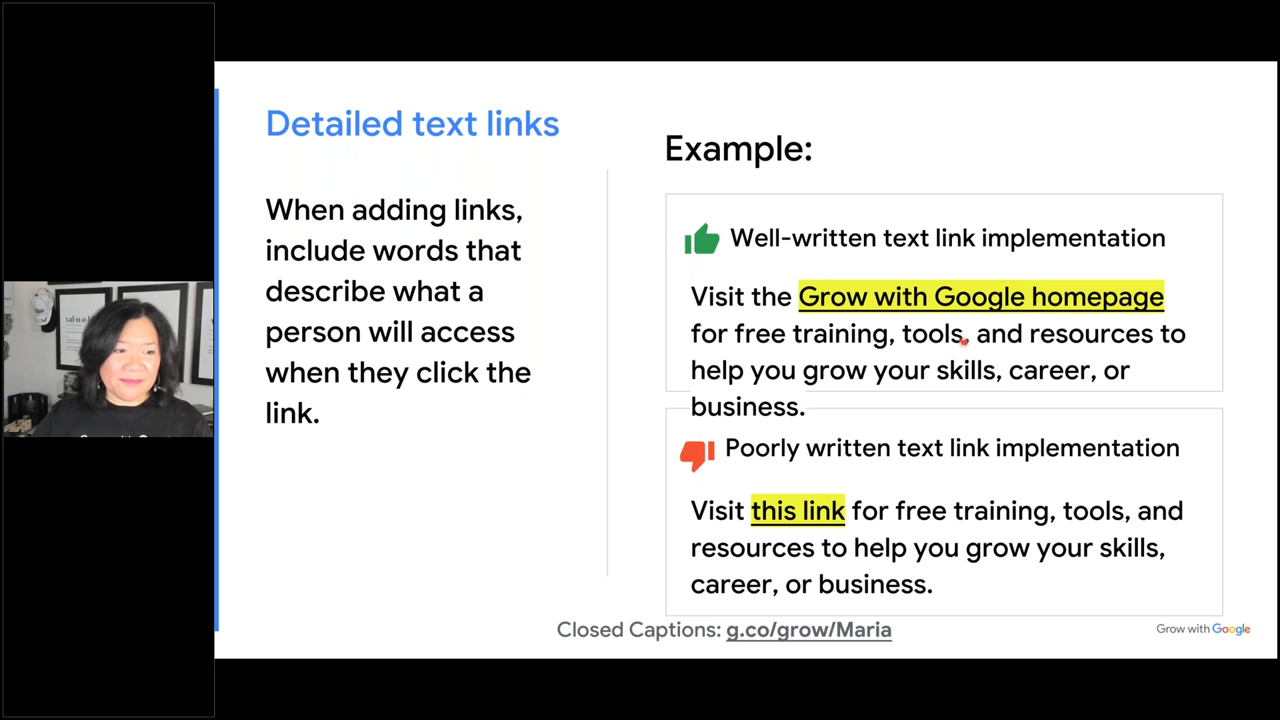 Detailed text links
When adding links,
include words that
describe what a
person will access
when they click the
link.
Example:
Well-written text link implementation
Visit the Grow with Google homepage
for free training, tools, and resources to
help you grow your skills, career, or
business.
Poorly written text link implementation
Visit this link for free training, tools, and
resources to help you grow your skills,
career, or business.
Closed Captions: g.co/grow/Maria
Grow with Google